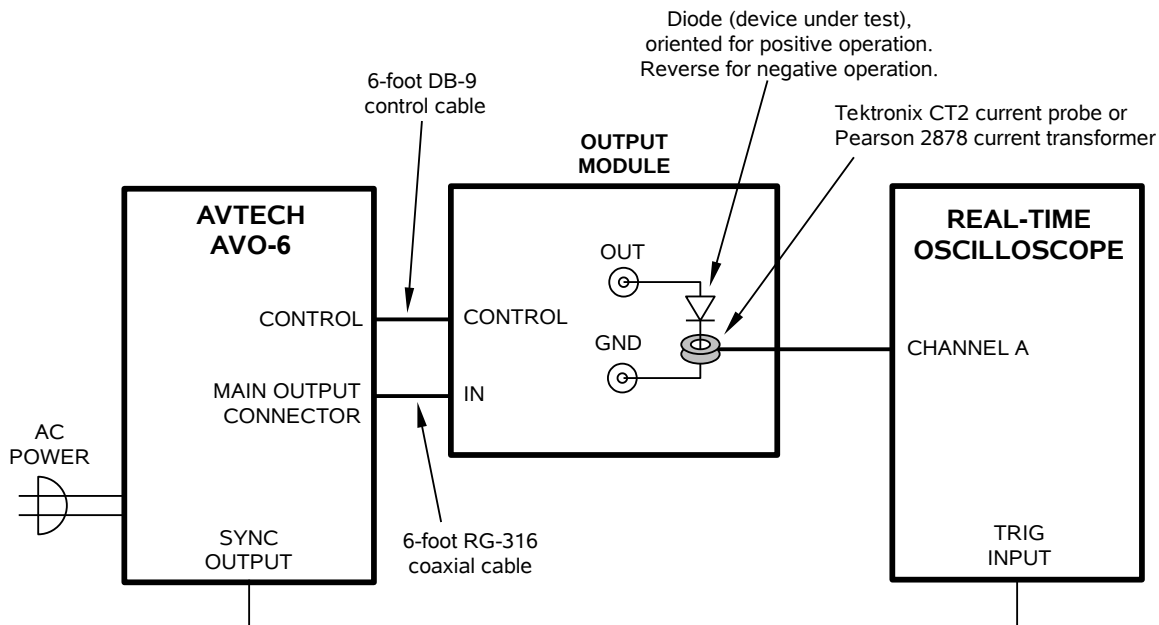 Diode (device under test),
oriented for positive operation.
Reverse for negative operation.
6-foot DB-9
control cable
Tektronix CT2 current probe or
Pearson 2878 current transformer
OUTPUT
MODULE
AVTECH
AVO-6
REAL-TIME
OSCILLOSCOPE
OUT
CONTROL
CONTROL
GND
CHANNEL A
MAIN OUTPUT
CONNECTOR
IN
AC
POWER
SYNC
OUTPUT
6-foot RG-316
coaxial cable
TRIG
INPUT